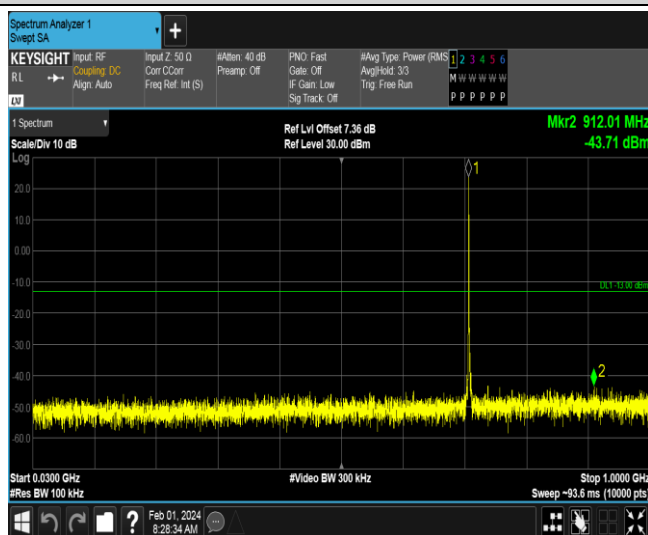 Spectrum Analyzer 1
Swept SA
KEYSIGHT
RL
LXI
Input: RF
Coupling: DC
Align: Auto
Input Z: 50 Ω
Corr CCorr
Freq Ref: Int (S)
#Atten: 40 dB
Preamp: Off
PNO: Fast
Gate: Off
IF Gain: Low
Sig Track: Off
#Avg Type: Power (RMS
Avg|Hold: 3/3
Trig: Free Run
1 2 3 4 5 6
M W W W W W
P P P P P P
1 Spectrum
Scale/Div 10 dB
Ref Lvl Offset 7.36 dB
Ref Level 30.00 dBm
Mkr2 912.01 MHz
-43.71 dBm
Log
1
20.0
10.0
0.00
-10.0
DL1 -13.00 dBm
-20.0
-30.0
-40.0
2
-50.0
-60.0
Start 0.0300 GHz
#Res BW 100 kHz
#Video BW 300 kHz
Stop 1.0000 GHz
Sweep ~93.6 ms (10000 pts)
?
Feb 01, 2024
8:28:34 AM